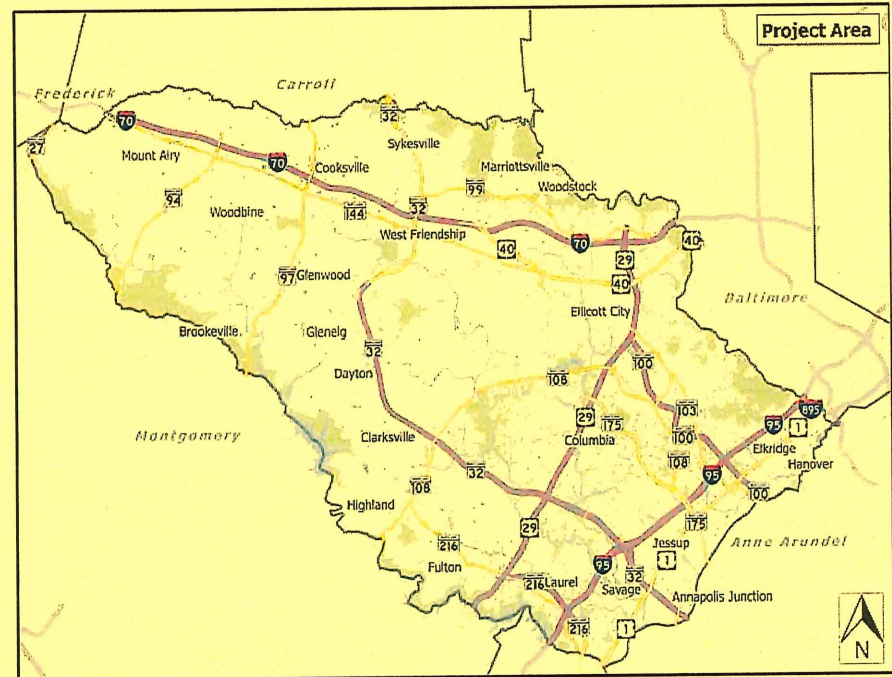 Project Area
Frederick
Carroll
70
32
27
Mount Airy
70
Cooksville
Sykesville
Marriottsville
94
99
Woodstock
Woodbine
144
32
West Friendship
40
70
29
40
97
Glenwood
40
Baltimore
Ellicott City
Brookeville
Glenelg
32
100
Dayton
108
895
103
95
1
Montgomery
29
175
Columbia
100
Elkridge
Clarksville
108
Hanover
32
95
108
100
Highland
29
175
216
Jessup
Anne Arundel
Fulton
95
1
216
Laurel
32
Savage
Annapolis Junction
216
1
N